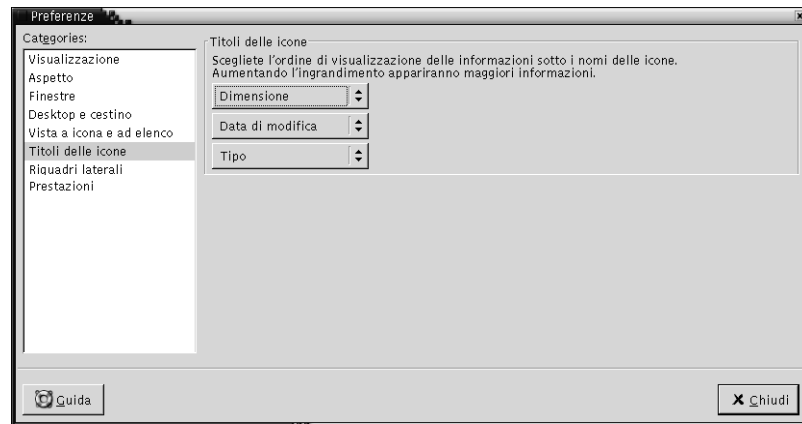 Preferenze
Categories:
Visualizzazione
Aspetto
Finestre
Desktop e cestino
Vista a icona e ad elenco
Titoli delle icone
Riquadri laterali
Prestazioni
Titoli delle icone
Scegliete l'ordine di visualizzazione delle informazioni sotto i nomi delle icone.
Aumentando l'ingrandimento appariranno maggiori informazioni.
Dimensione
Data di modifica
Tipo
Guida
Chiudi